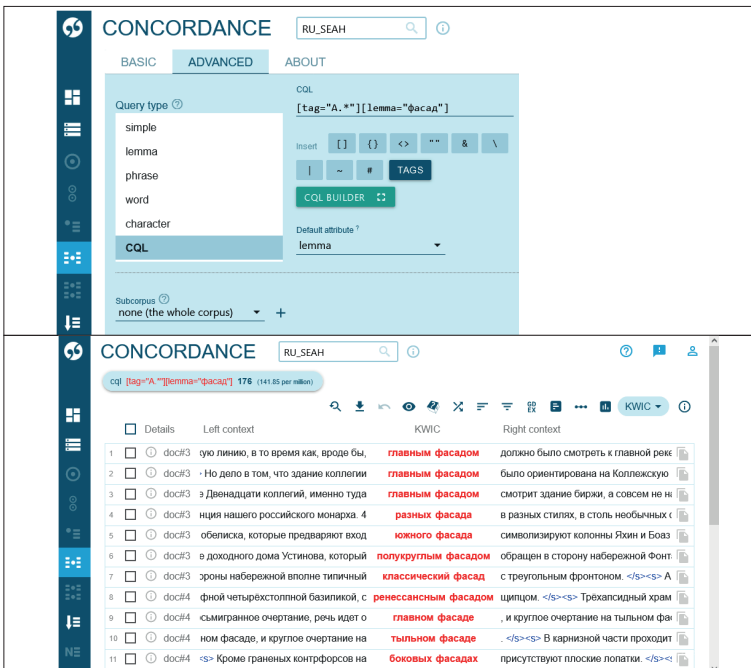 CONCORDANCE RU_SEAH
BASIC ADVANCED ABOUT
Query type
simple
lemma
phrase
word
character
CQL
CQL
[tag="A.*"][lemma="фасад"]
Insert [] {} <> "" & \
| ~ # TAGS
CQL BUILDER
Default attribute ?
lemma
Subcorpus
none (the whole corpus) +
CONCORDANCE RU_SEAH
cql [tag="A.*"][lemma="фасад"] 176 (141.85 per million)
GD EX KWIC
Details Left context KWIC Right context
1 doc#3 ую линию, в то время как, вроде бы, главным фасадом должно было смотреть к главной реке
2 doc#3 Но дело в том, что здание коллегии главным фасадом было ориентирована на Коллежскую
3 doc#3 Двенадцати коллегий, именно туда главным фасадом смотрит здание биржи, а совсем не на
4 doc#3 нция нашего российского монарха. 4 разных фасада в разных стилях, в столь необычных
5 doc#3 обелиска, которые предваряют вход южного фасада символизируют колонны Яхин и Боаз
6 doc#3 е доходного дома Устинова, который полукруглым фасадом обращен в сторону набережной Фонт
7 doc#3 ороны набережной вполне типичный классический фасад с треугольным фронтоном. </s><s> А
8 doc#4 фной четырёхстолпной базиликой, с ренессансным фасадом щипцом. </s><s> Трёхапсидный храм
9 doc#4 осьмигранное очертание, речь идет о главном фасаде , и круглое очертание на тыльном фа
10 doc#4 ном фасаде, и круглое очертание на тыльном фасаде . </s><s> В карнизной части проходит
11 doc#4 <s> Кроме граненых контрфорсов на боковых фасадах присутствуют плоские лопатки. </s><s
NE